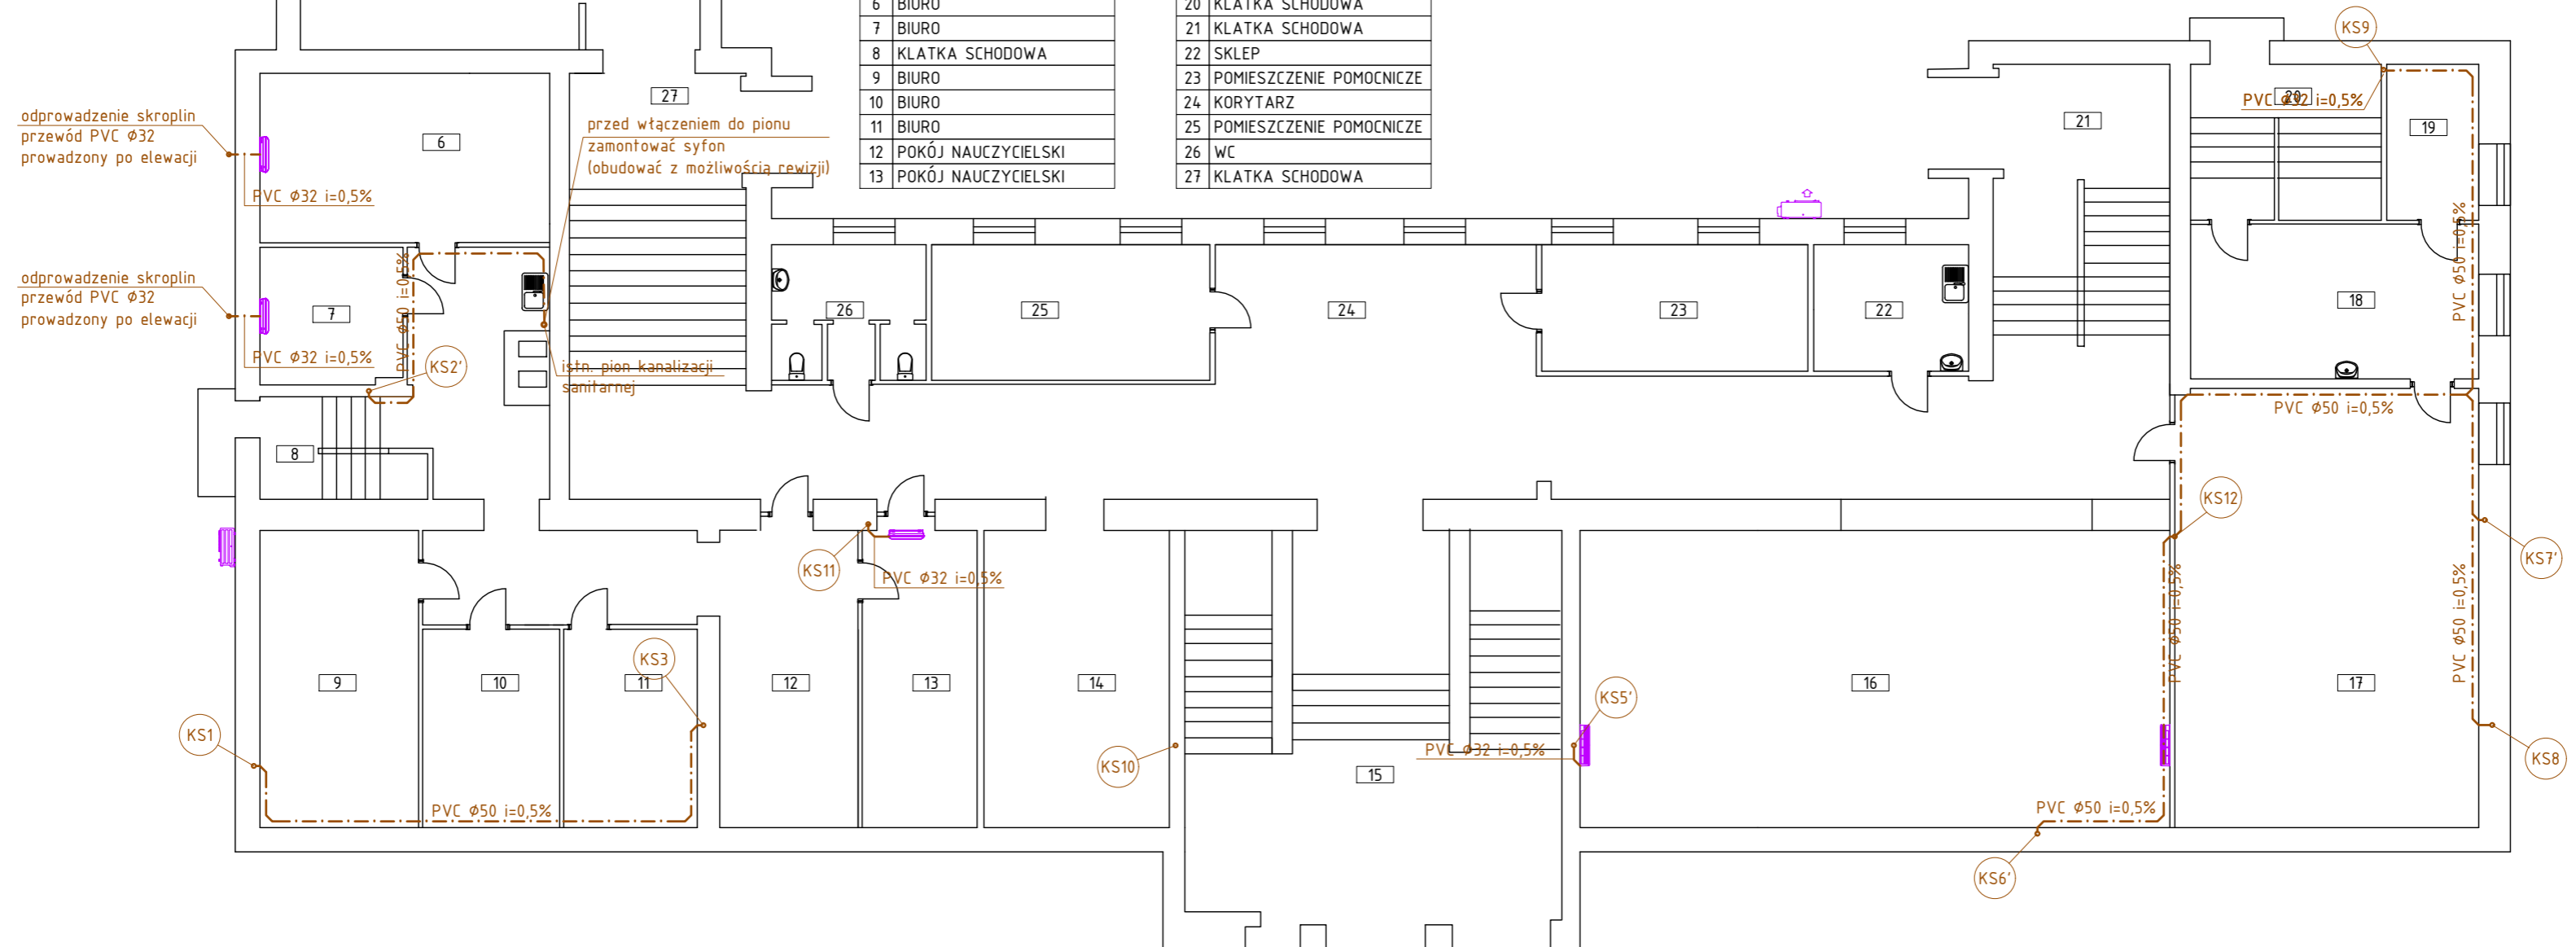 6 BIURO
7 BIURO
8 KLATKA SCHODOWA
9 BIURO
10 BIURO
11 BIURO
12 POKÓJ NAUCZYCIELSKI
13 POKÓJ NAUCZYCIELSKI
20 KLATKA SCHODOWA
21 KLATKA SCHODOWA
22 SKLEP
23 POMIESZCZENIE POMOCNICZE
24 KORYTARZ
25 POMIESZCZENIE POMOCNICZE
26 WC
27 KLATKA SCHODOWA
odprowadzenie skroplin
przewód PVC Ø32
prowadzony po elewacji
PVC Ø32 i=0,5%
6
27
przed włączeniem do pionu
zamontować syfon
(obudować z możliwością rewizji)
odprowadzenie skroplin
przewód PVC Ø32
prowadzony po elewacji
PVC Ø32 i=0,5%
7
PVC Ø50 i=0,5%
KS2'
istn. pion kanalizacji
sanitarnej
8
26
25
24
23
22
21
KS9
PVC Ø32 i=0,5%
20
19
18
PVC Ø50 i=0,5%
PVC Ø50 i=0,5%
KS12
KS7'
PVC Ø50 i=0,5%
PVC Ø50 i=0,5%
KS8
17
16
KS5'
PVC Ø32 i=0,5%
15
PVC Ø50 i=0,5%
KS6'
KS10
14
13
12
KS11
PVC Ø32 i=0,5%
KS3
11
10
9
KS1
PVC Ø50 i=0,5%